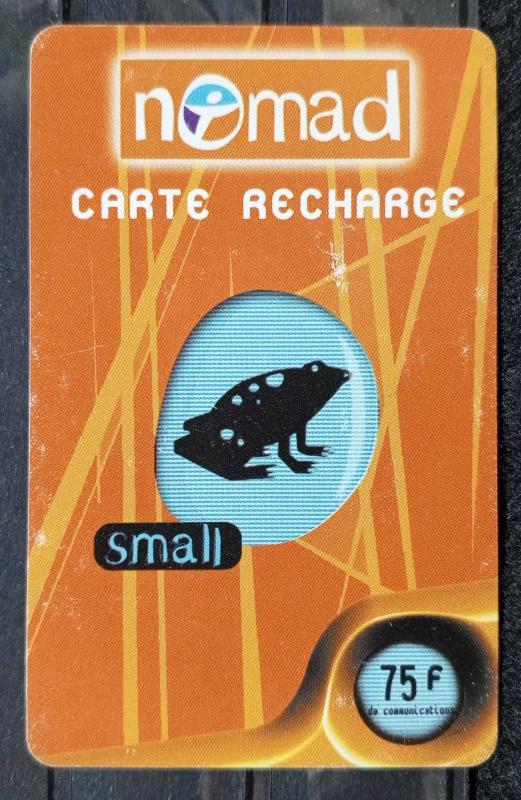 nomad
CARTE RECHARGE
small
75 F
de communications